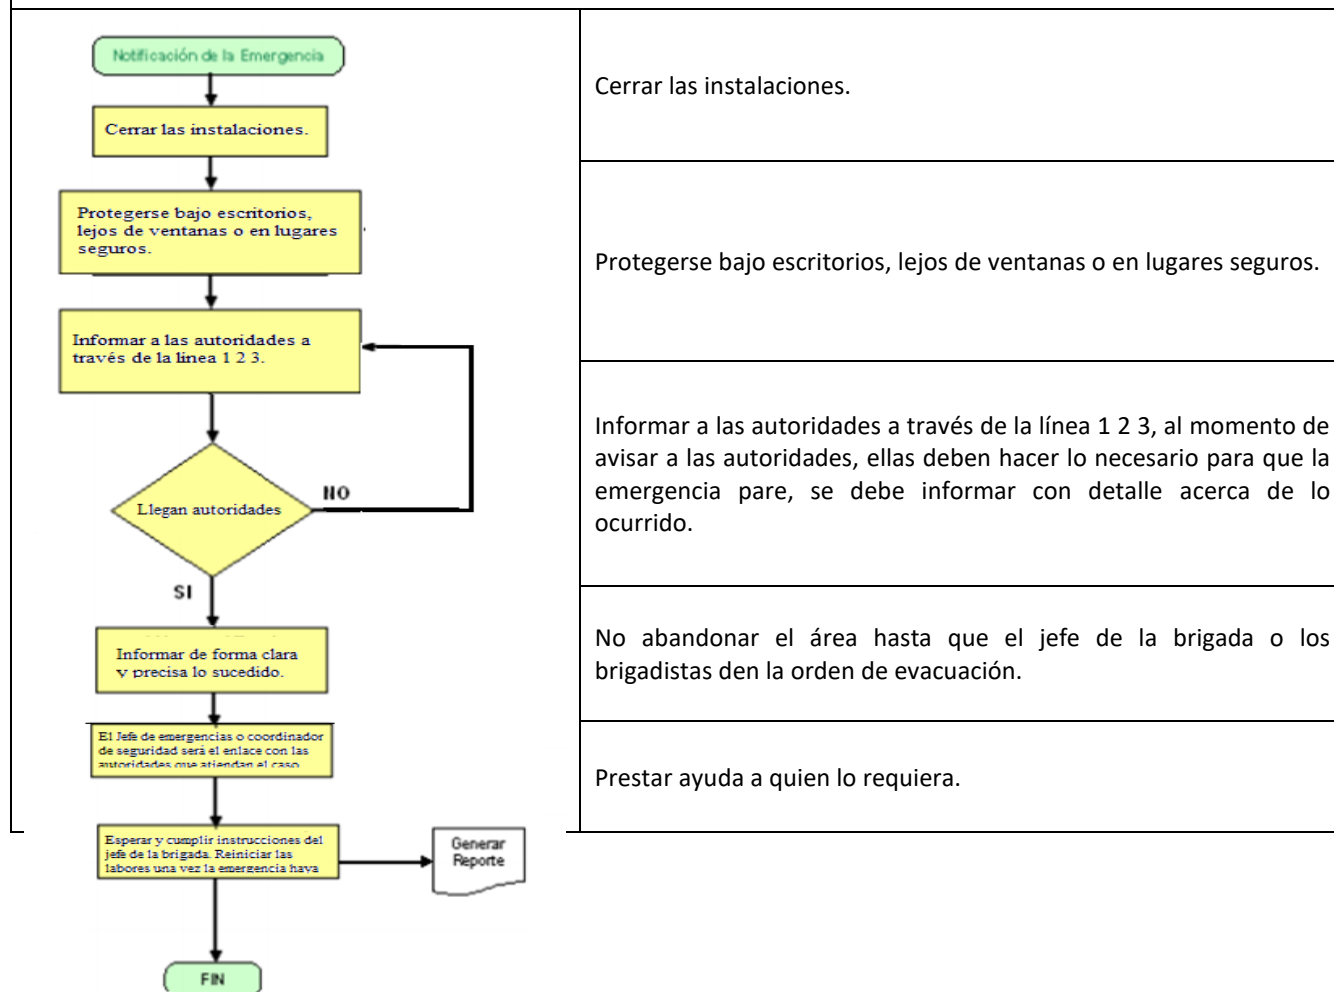 Notificación de la Emergencia
Cerrar las instalaciones.
Protegerse bajo escritorios,
lejos de ventanas o en lugares
seguros.
Informar a las autoridades a
través de la línea 1 2 3.
Llegan autoridades
NO
SI
Informar de forma clara
y precisa lo sucedido.
El Jefe de emergencias o coordinador
de seguridad será el enlace con las
autoridades que atiendan el caso
Esperar y cumplir instrucciones del
jefe de la brigada. Reiniciar las
labores una vez la emergencia haya
Generar
Reporte
FIN
Cerrar las instalaciones.
Protegerse bajo escritorios, lejos de ventanas o en lugares seguros.
Informar a las autoridades a través de la línea 1 2 3, al momento de
avisar a las autoridades, ellas deben hacer lo necesario para que la
emergencia pare, se debe informar con detalle acerca de lo
ocurrido.
No abandonar el área hasta que el jefe de la brigada o los
brigadistas den la orden de evacuación.
Prestar ayuda a quien lo requiera.